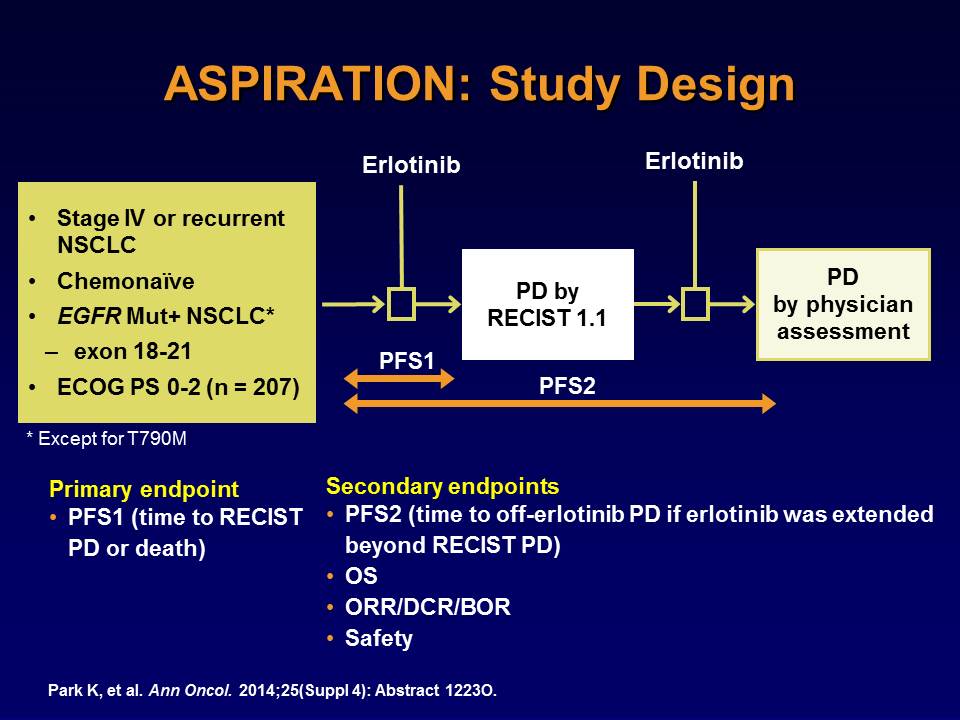 ASPIRATION: Study Design
Erlotinib
Erlotinib
• Stage IV or recurrent
NSCLC
• Chemonaïve
• EGFR Mut+ NSCLC*
– exon 18-21
• ECOG PS 0-2 (n = 207)
PD by
RECIST 1.1
PD
by physician
assessment
PFS1
PFS2
* Except for T790M
Primary endpoint
• PFS1 (time to RECIST
PD or death)
Secondary endpoints
• PFS2 (time to off-erlotinib PD if erlotinib was extended
beyond RECIST PD)
• OS
• ORR/DCR/BOR
• Safety
Park K, et al. Ann Oncol. 2014;25(Suppl 4): Abstract 1223O.